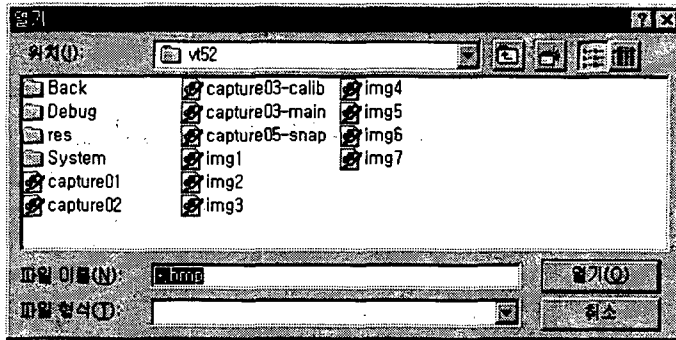 열기
위치(I): vt52
Back capture03-calib img4
Debug capture03-main img5
res capture05-snap img6
System img1 img7
capture01 img2
capture02 img3
파일 이름(N): *.bmp 열기(O)
파일 형식(T): 취소